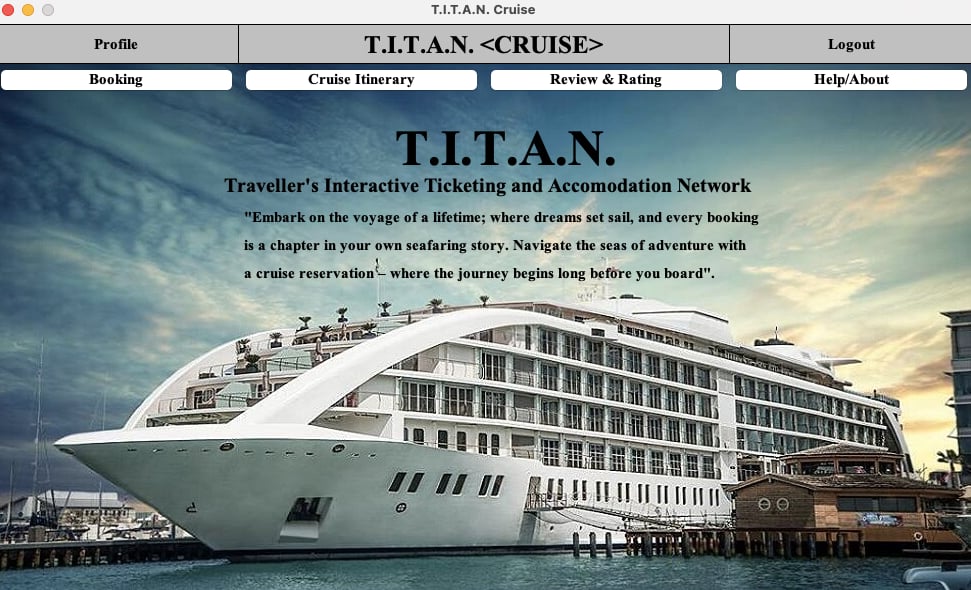 T.I.T.A.N. Cruise
Profile
T.I.T.A.N. <CRUISE>
Logout
Booking
Cruise Itinerary
Review & Rating
Help/About
T.I.T.A.N.
Traveller's Interactive Ticketing and Accomodation Network
"Embark on the voyage of a lifetime; where dreams set sail, and every booking
is a chapter in your own seafaring story. Navigate the seas of adventure with
a cruise reservation – where the journey begins long before you board".